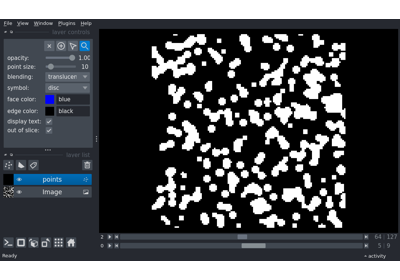 File View Window Plugins Help
layer controls
opacity: 1.00
point size: 10
blending: translucen
symbol: disc
face color: blue
edge color: black
display text:
out of slice:
layer list
points
Image
2 64 127
0 5 9
Ready activity